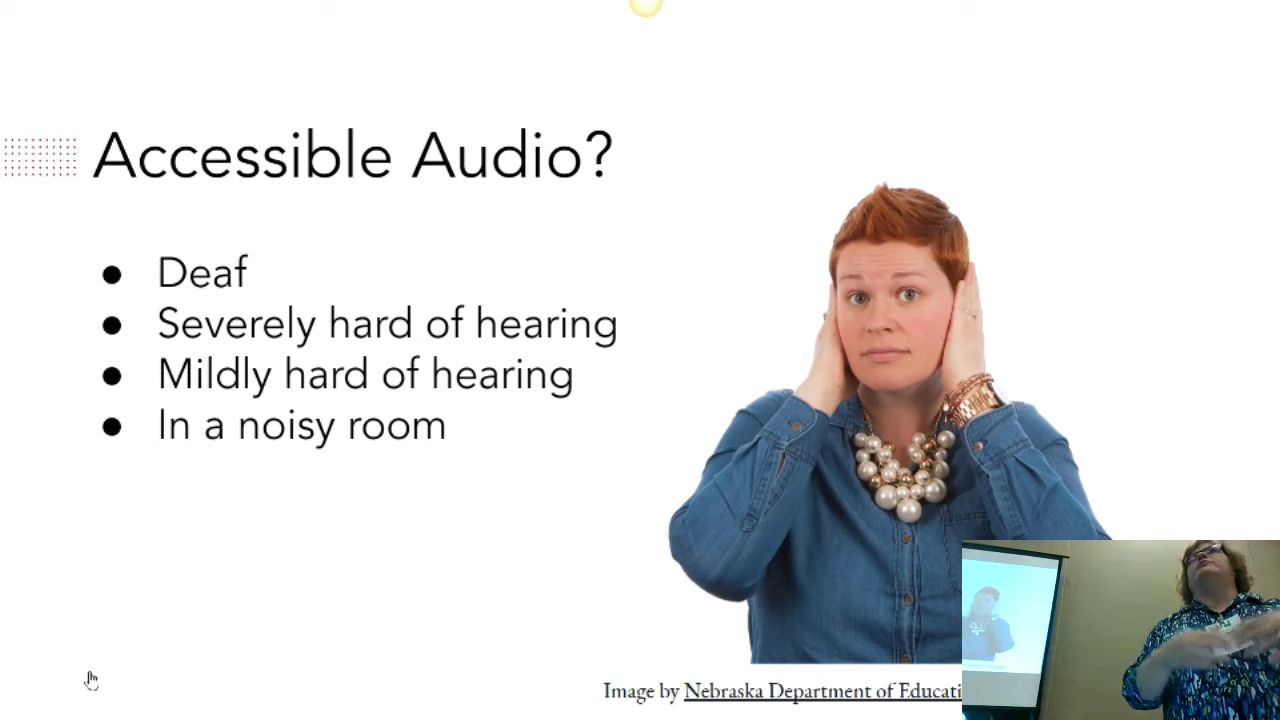 Accessible Audio?
● Deaf
● Severely hard of hearing
● Mildly hard of hearing
● In a noisy room
Image by Nebraska Department of Educati